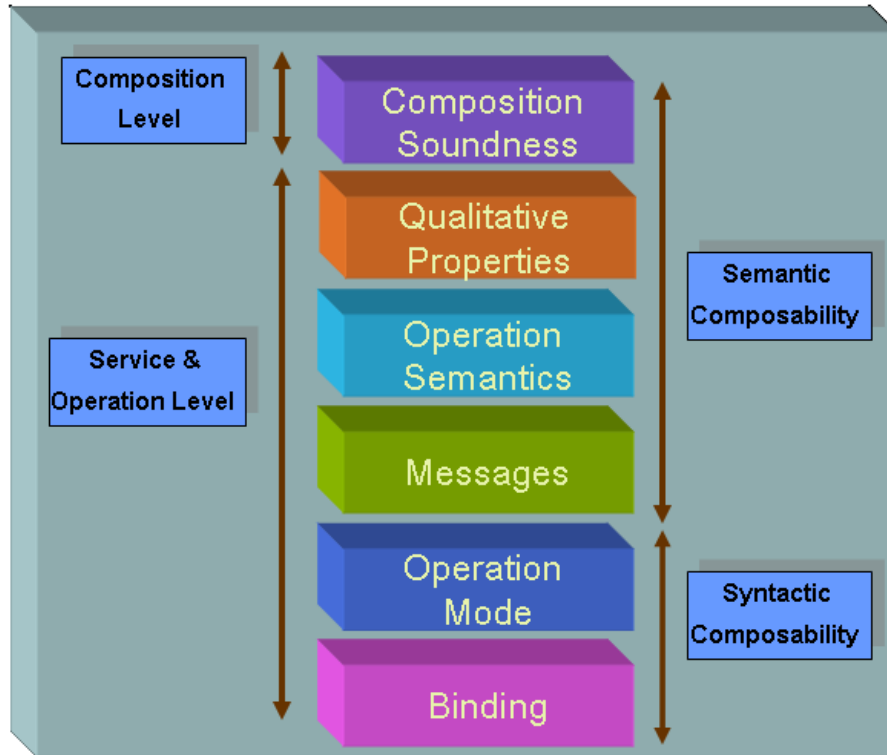 Composition
Level
Composition
Soundness
Qualitative
Properties
Semantic
Composability
Operation
Semantics
Service &
Operation Level
Messages
Operation
Mode
Syntactic
Composability
Binding